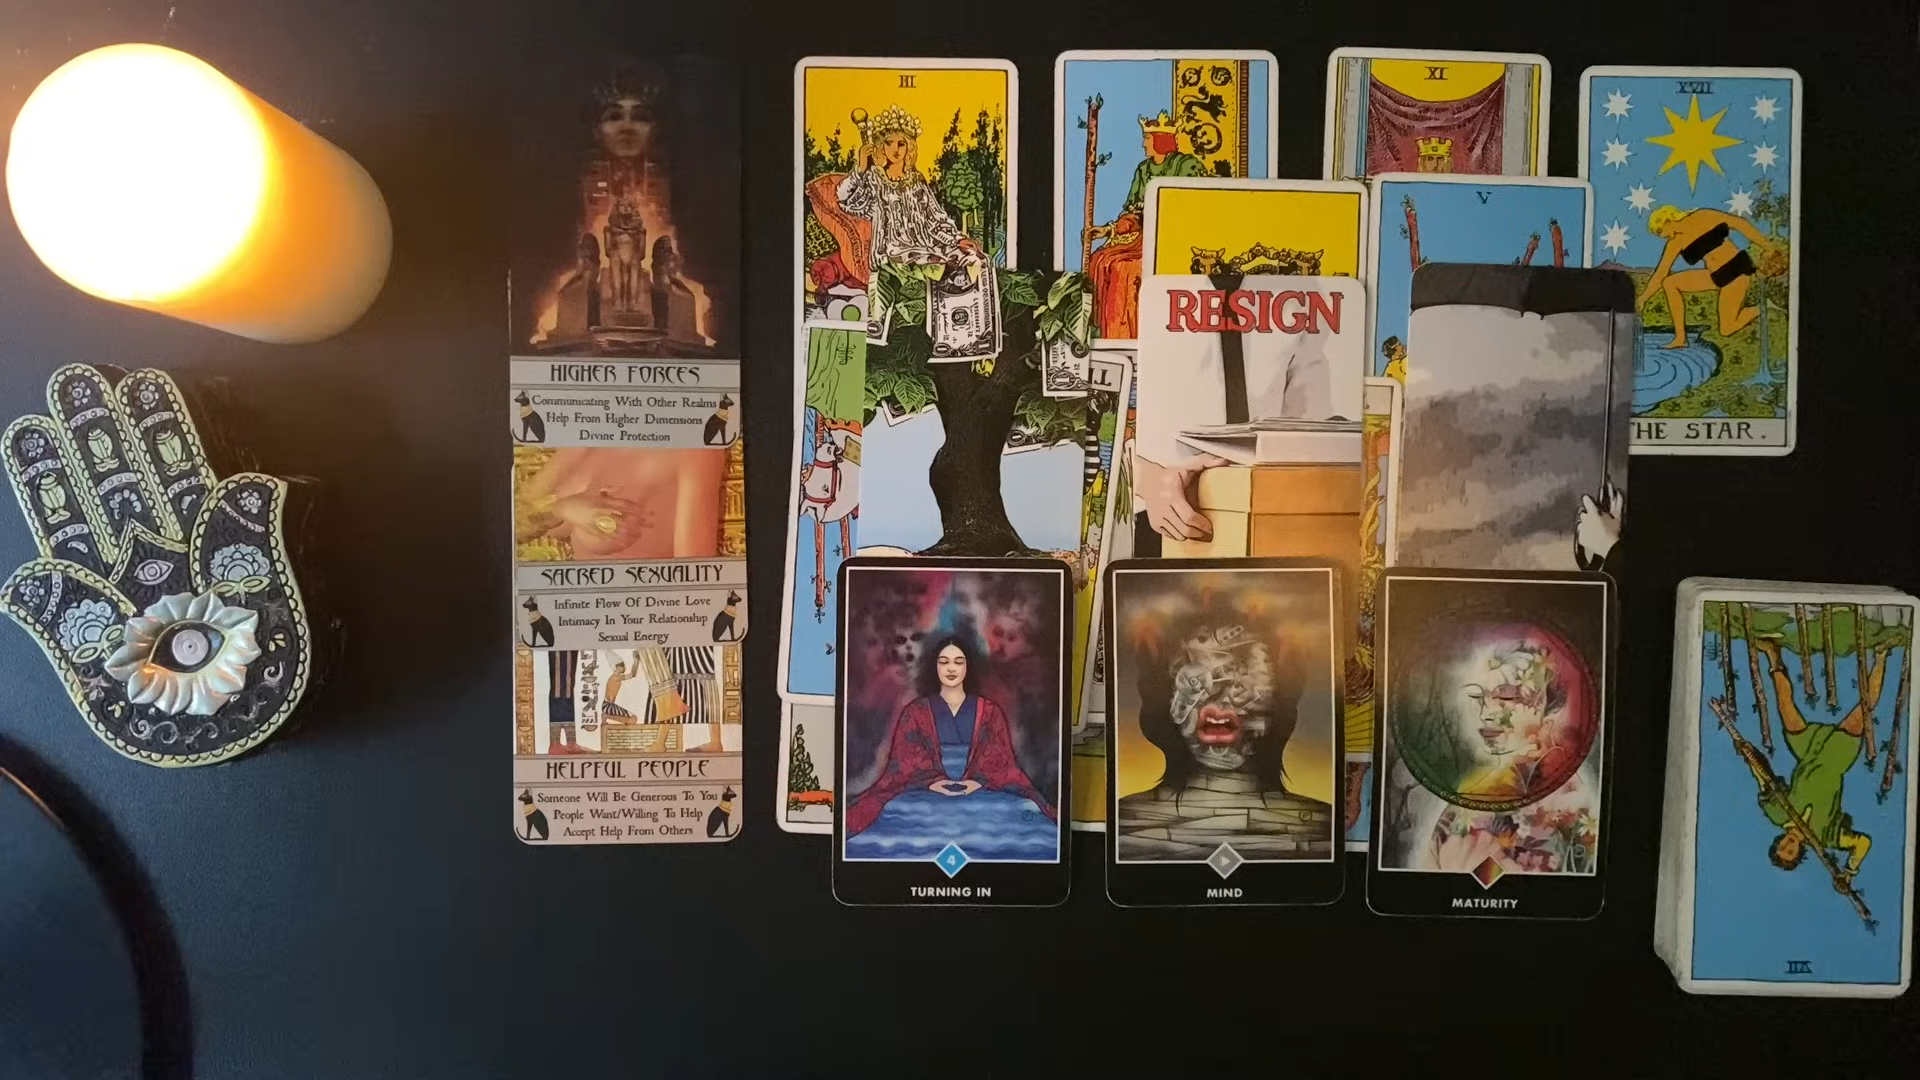 HIGHER FORCES
Communicating With Other Realms
Help From Higher Dimensions
Divine Protection
SACRED SEXUALITY
Infinite Flow Of Divine Love
Intimacy In Your Relationship
Sexual Energy
HELPFUL PEOPLE
Someone Will Be Generous To You
People Want/Willing To Help
Accept Help From Others
III
XI
XVII
V
RESIGN
THE STAR.
4
TURNING IN
MIND
MATURITY
VII